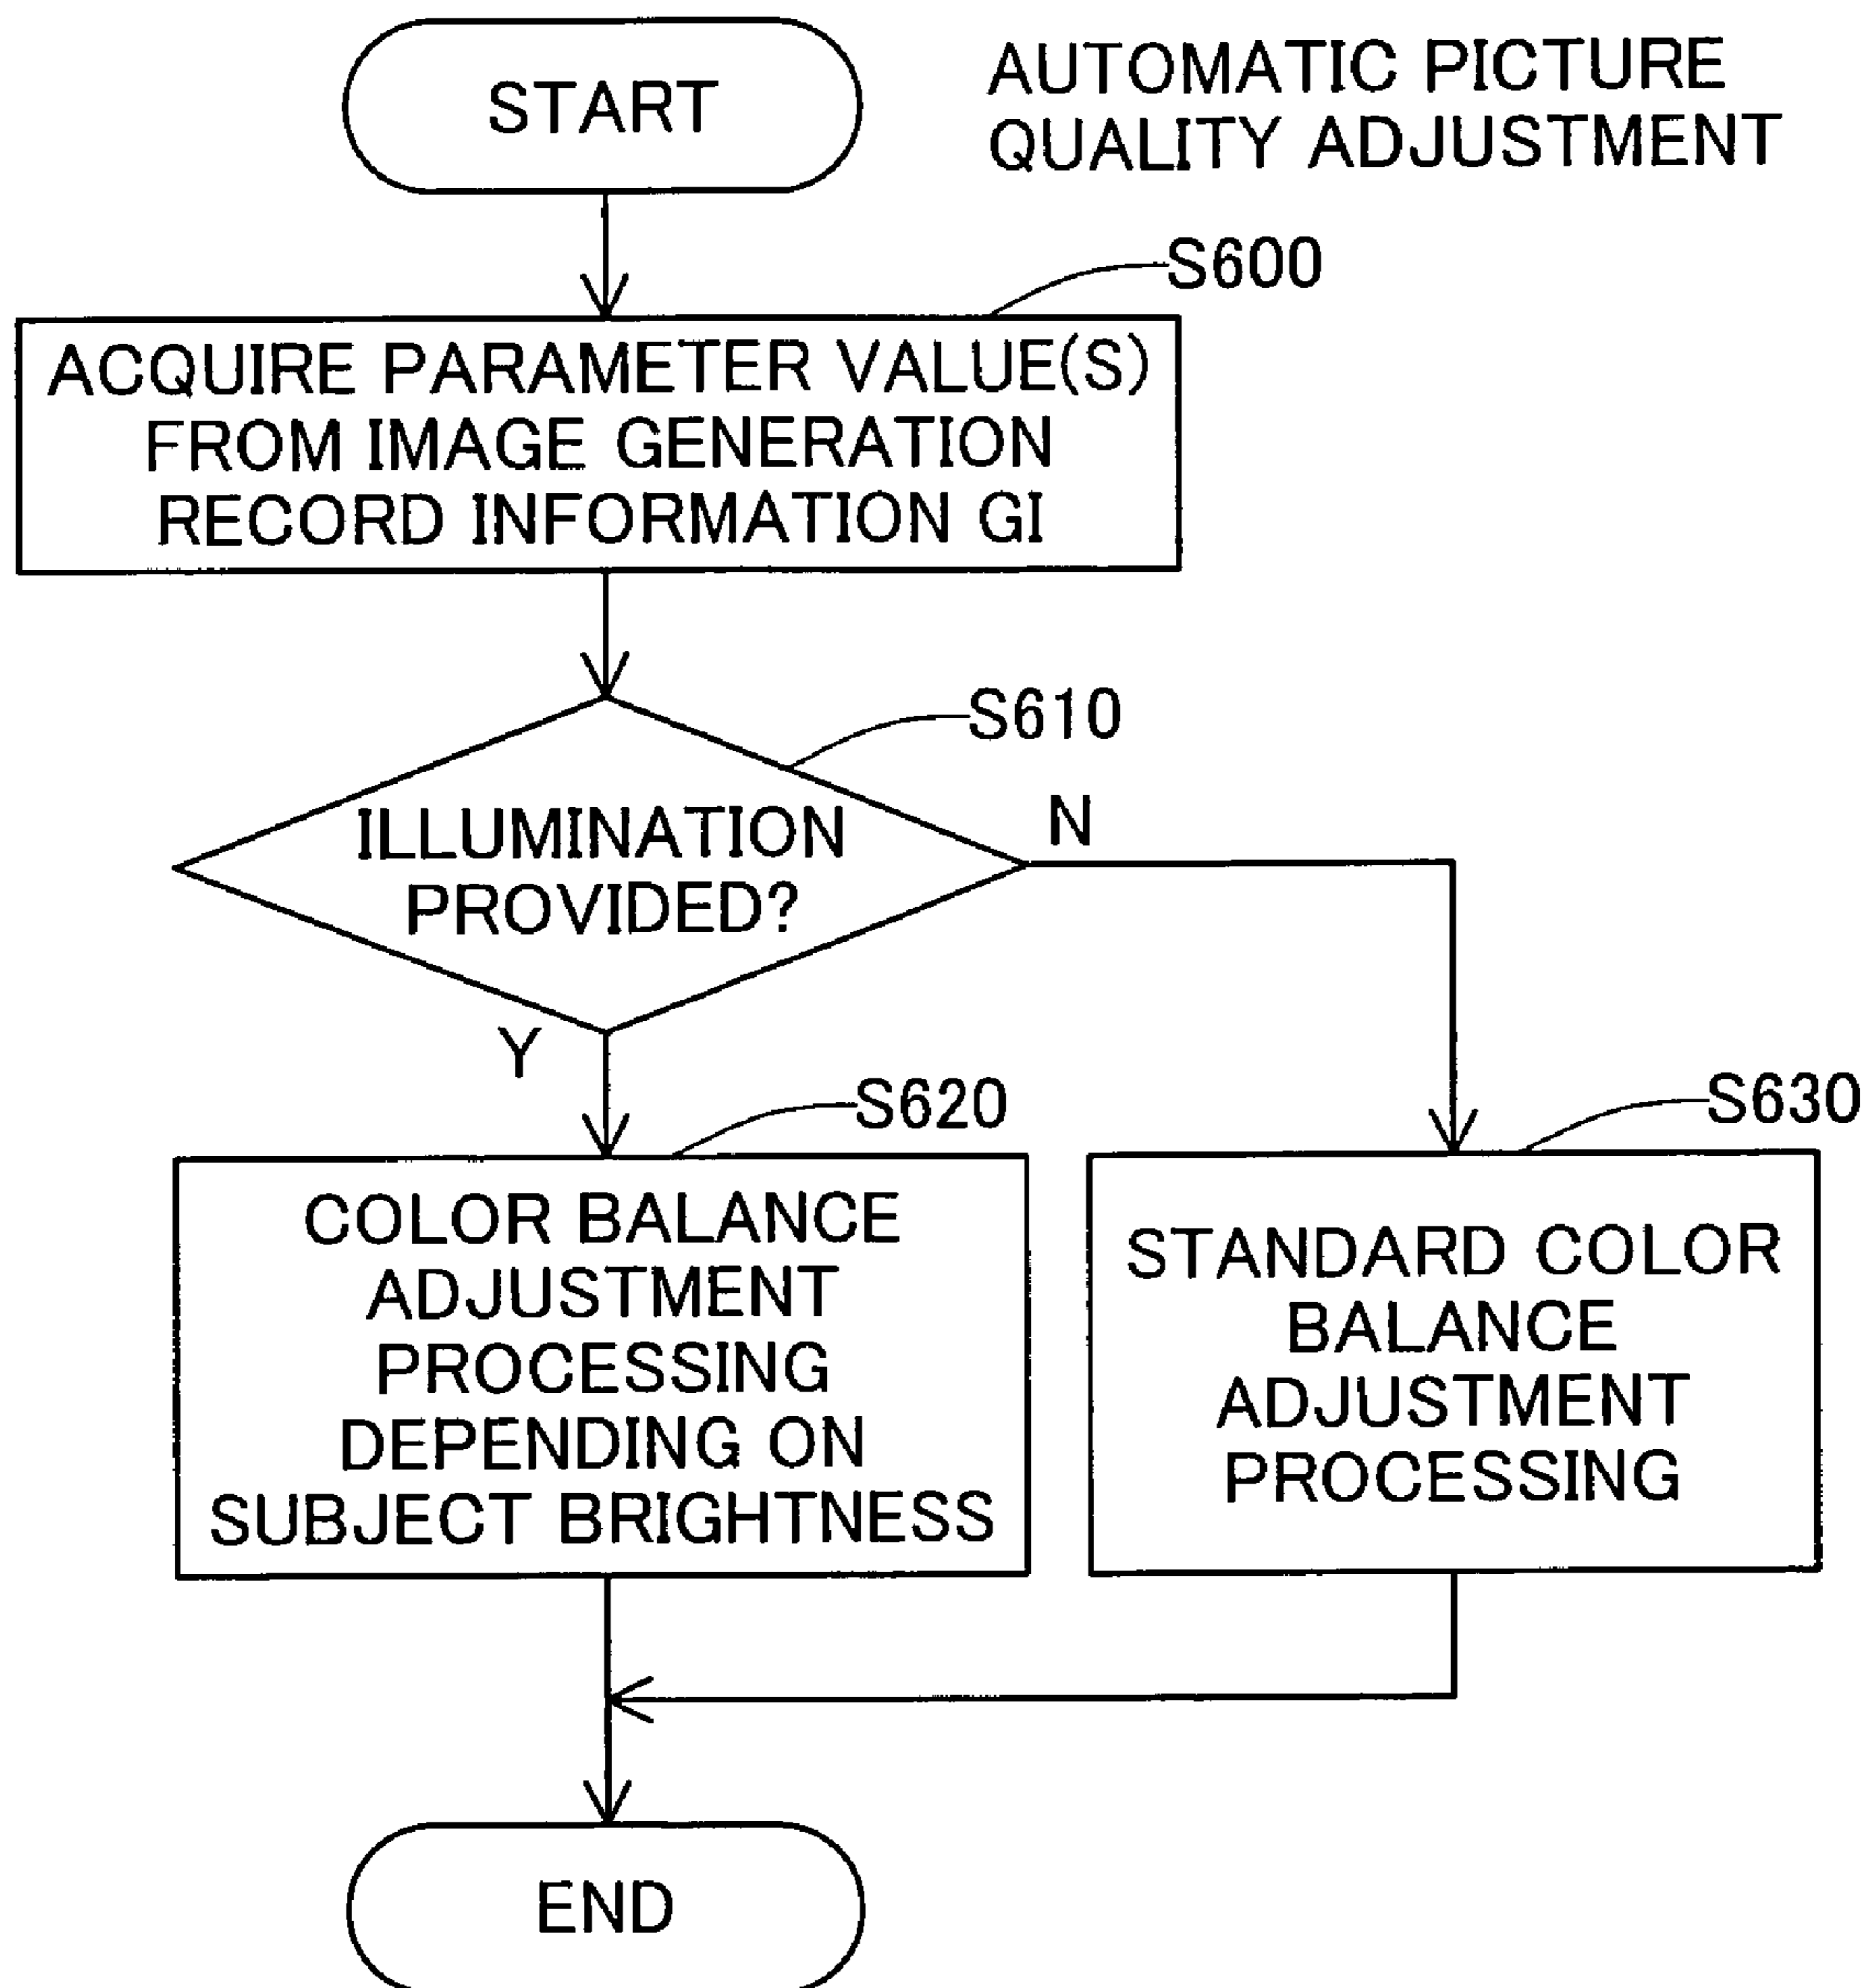 START
AUTOMATIC PICTURE
QUALITY ADJUSTMENT
S600
ACQUIRE PARAMETER VALUE(S)
FROM IMAGE GENERATION
RECORD INFORMATION GI
S610
ILLUMINATION
PROVIDED?
N
Y
S620
COLOR BALANCE
ADJUSTMENT
PROCESSING
DEPENDING ON
SUBJECT BRIGHTNESS
S630
STANDARD COLOR
BALANCE
ADJUSTMENT
PROCESSING
END